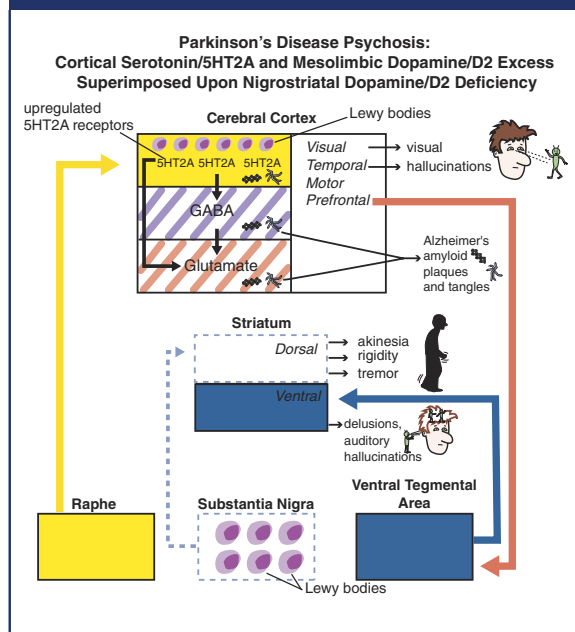 Parkinson's Disease Psychosis:
Cortical Serotonin/5HT2A and Mesolimbic Dopamine/D2 Excess
Superimposed Upon Nigrostriatal Dopamine/D2 Deficiency
upregulated
5HT2A receptors
Cerebral Cortex
Lewy bodies
5HT2A 5HT2A 5HT2A
GABA
Glutamate
Visual
Temporal
Motor
Prefrontal
visual
hallucinations
Alzheimer's
amyloid
plaques
and tangles
Striatum
Dorsal
akinesia
rigidity
tremor
Ventral
delusions,
auditory
hallucinations
Raphe
Substantia Nigra
Ventral Tegmental
Area
Lewy bodies